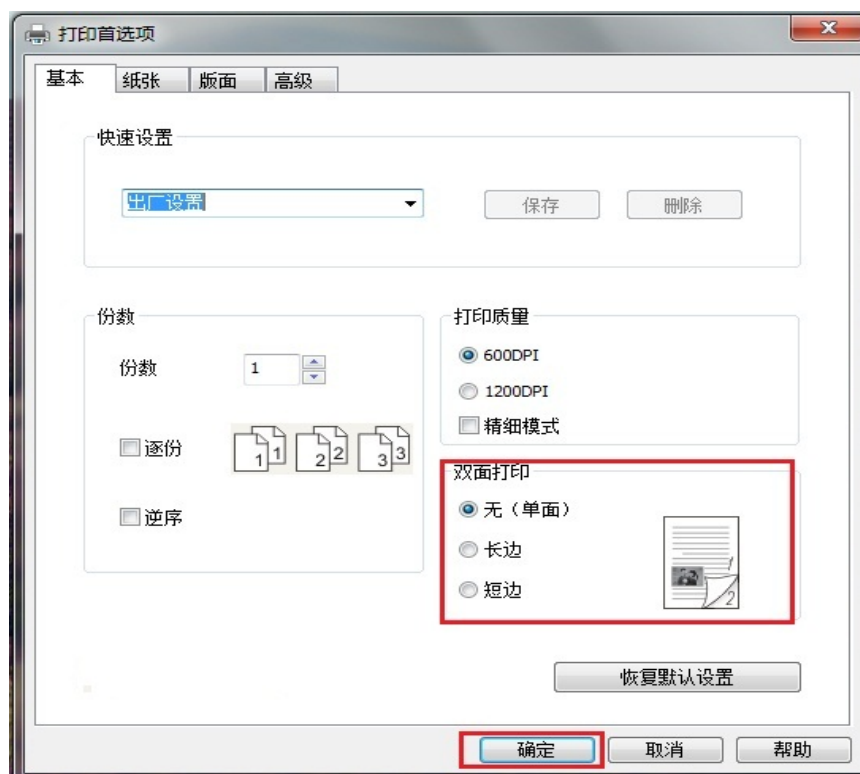 打印首选项
基本 纸张 版面 高级
快速设置
出厂设置 保存 删除
份数
份数 1
逐份 1 1 2 2 3 3
逆序
打印质量
600DPI
1200DPI
精细模式
双面打印
无（单面）
长边
短边
1
2
恢复默认设置
确定 取消 帮助